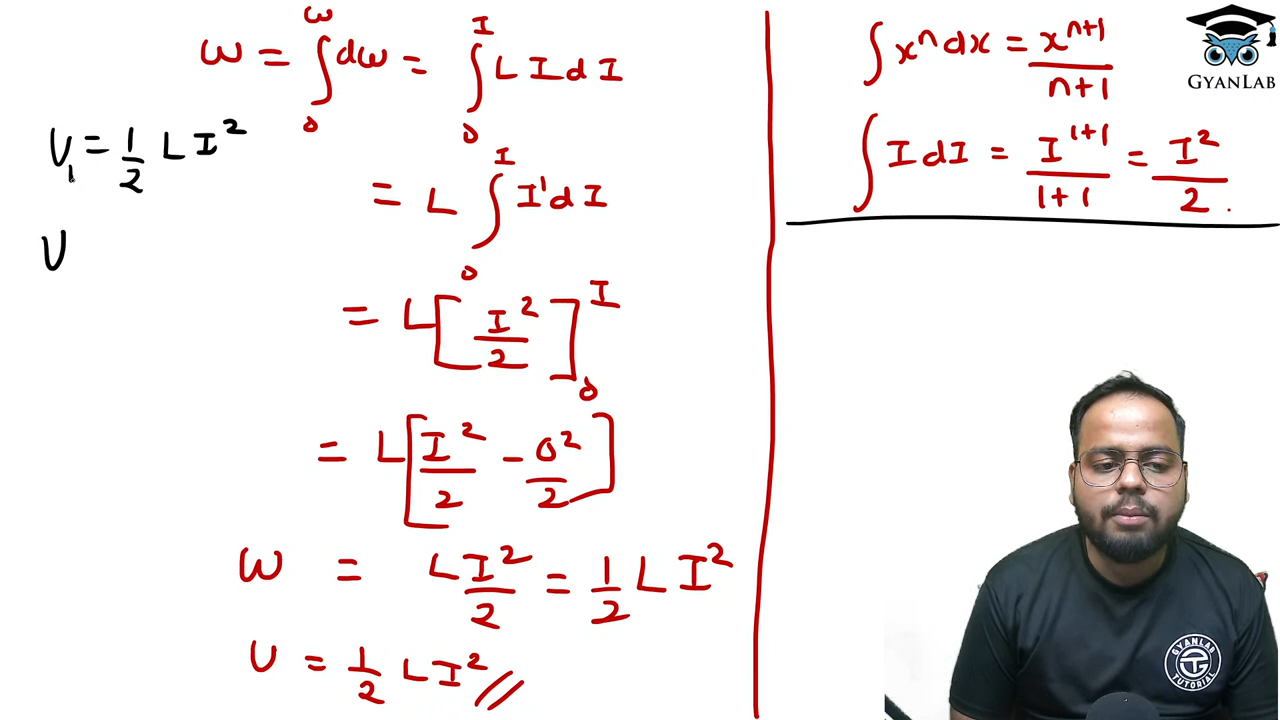 W = ∫₀^W dW = ∫₀^I L I dI
U₁ = 1/2 L I²
= L ∫₀^I I¹ dI
U
= L [ I²/2 ]₀^I
= L [ I²/2 - 0²/2 ]
W = L I²/2 = 1/2 L I²
U = 1/2 L I² //
∫ xⁿ dx = xⁿ⁺¹/n+1
∫ I dI = I¹⁺¹/1+1 = I²/2 .
GYANLAB
GYANLAB
TUTORIAL